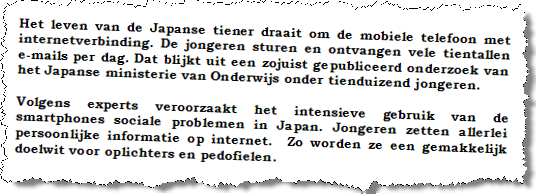 Het leven van de Japanse tiener draait om de mobiele telefoon met
internetverbinding. De jongeren sturen en ontvangen vele tientallen
e-mails per dag. Dat blijkt uit een zojuist gepubliceerd onderzoek van
het Japanse ministerie van Onderwijs onder tienduizend jongeren.
Volgens experts veroorzaakt het intensieve gebruik van de
smartphones sociale problemen in Japan. Jongeren zetten allerlei
persoonlijke informatie op internet. Zo worden ze een gemakkelijk
doelwit voor oplichters en pedofielen.